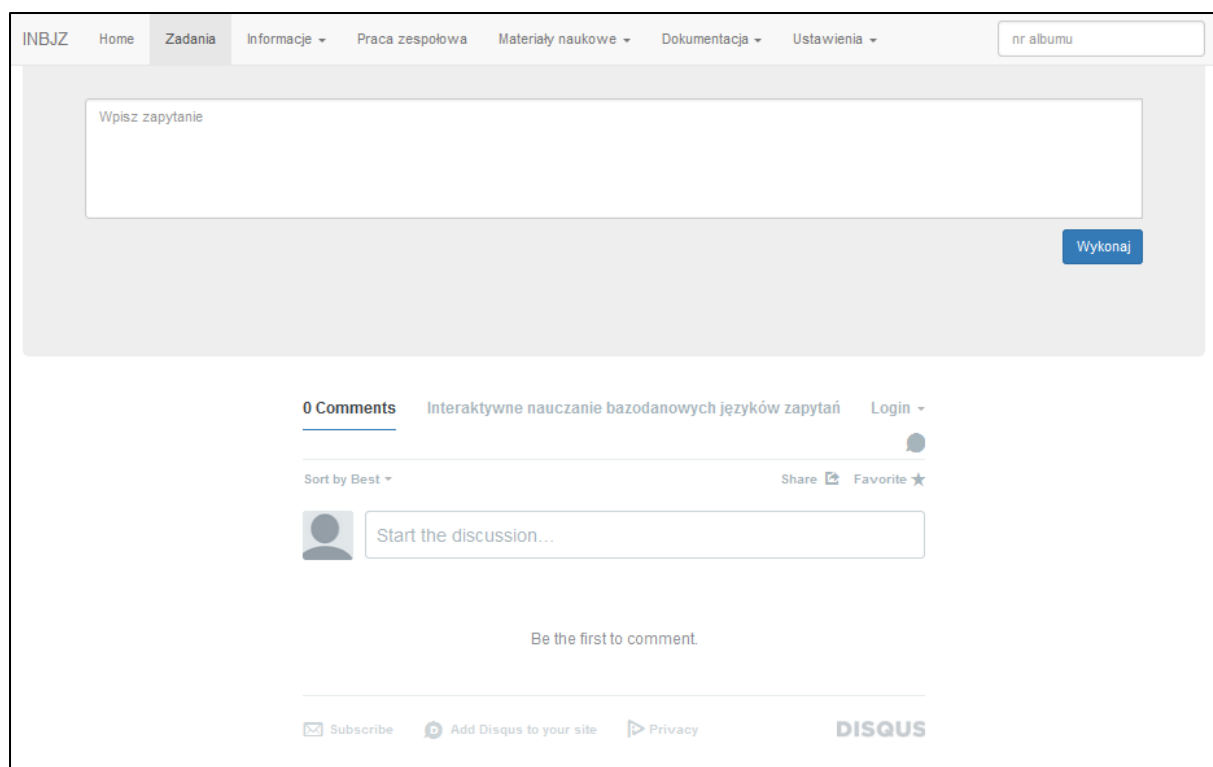 INBJZ Home Zadania Informacje Praca zespołowa Materiały naukowe Dokumentacja Ustawienia nr albumu
Wpisz zapytanie
Wykonaj
0 Comments Interaktywne nauczanie bazodanowych języków zapytań Login
Sort by Best Share Favorite
Start the discussion...
Be the first to comment.
Subscribe Add Disqus to your site Privacy DISQUS